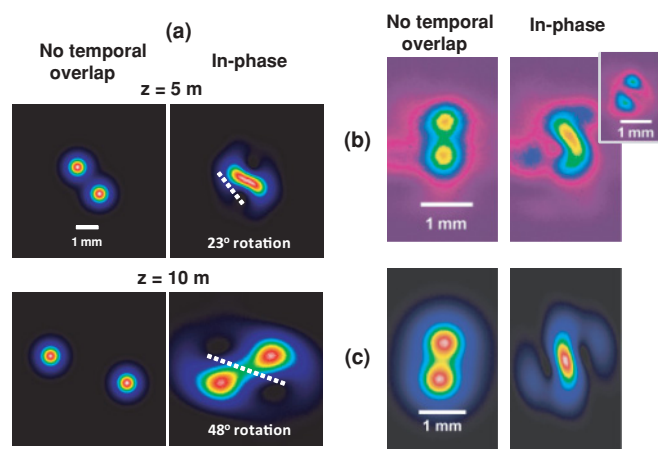 (a)
No temporal
overlap
In-phase
z = 5 m
1 mm
23° rotation
z = 10 m
48° rotation
No temporal
overlap
In-phase
(b)
1 mm
1 mm
(c)
1 mm